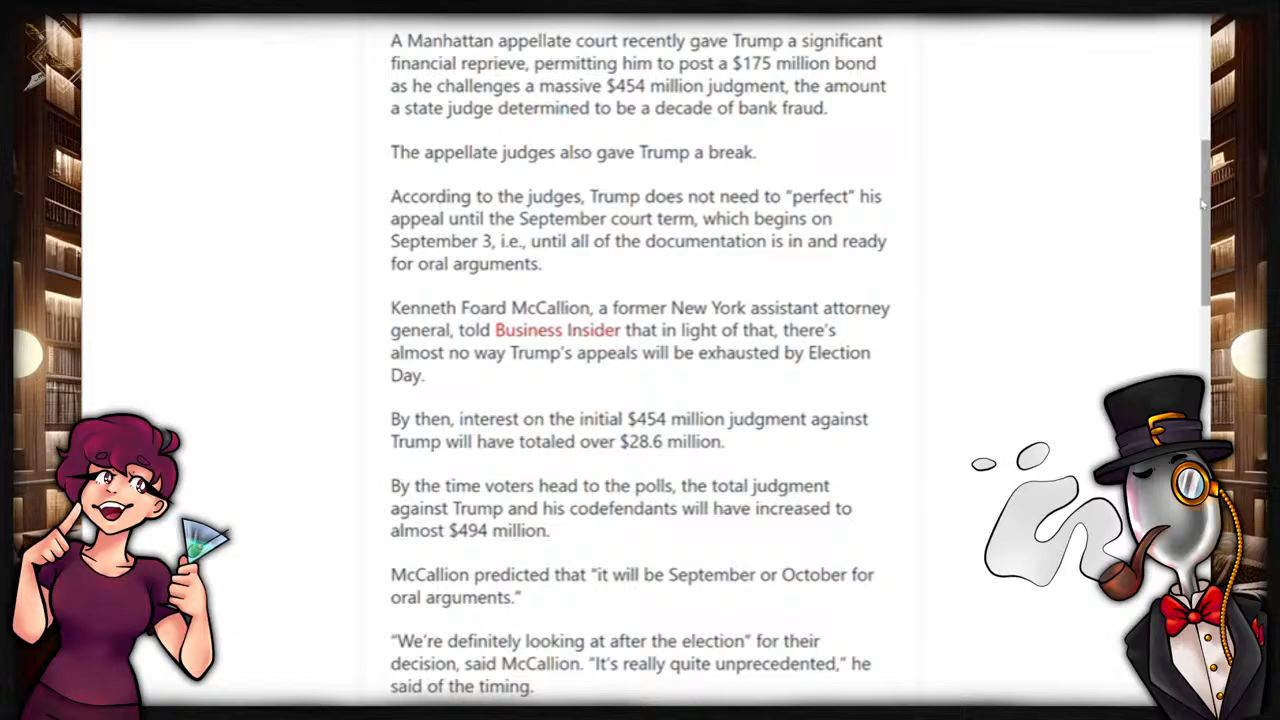 A Manhattan appellate court recently gave Trump a significant
financial reprieve, permitting him to post a $175 million bond
as he challenges a massive $454 million judgment, the amount
a state judge determined to be a decade of bank fraud.
The appellate judges also gave Trump a break.
According to the judges, Trump does not need to “perfect” his
appeal until the September court term, which begins on
September 3, i.e., until all of the documentation is in and ready
for oral arguments.
Kenneth Foard McCallion, a former New York assistant attorney
general, told Business Insider that in light of that, there’s
almost no way Trump’s appeals will be exhausted by Election
Day.
By then, interest on the initial $454 million judgment against
Trump will have totaled over $28.6 million.
By the time voters head to the polls, the total judgment
against Trump and his codefendants will have increased to
almost $494 million.
McCallion predicted that “it will be September or October for
oral arguments.”
“We’re definitely looking at after the election” for their
decision, said McCallion. “It’s really quite unprecedented,” he
said of the timing.